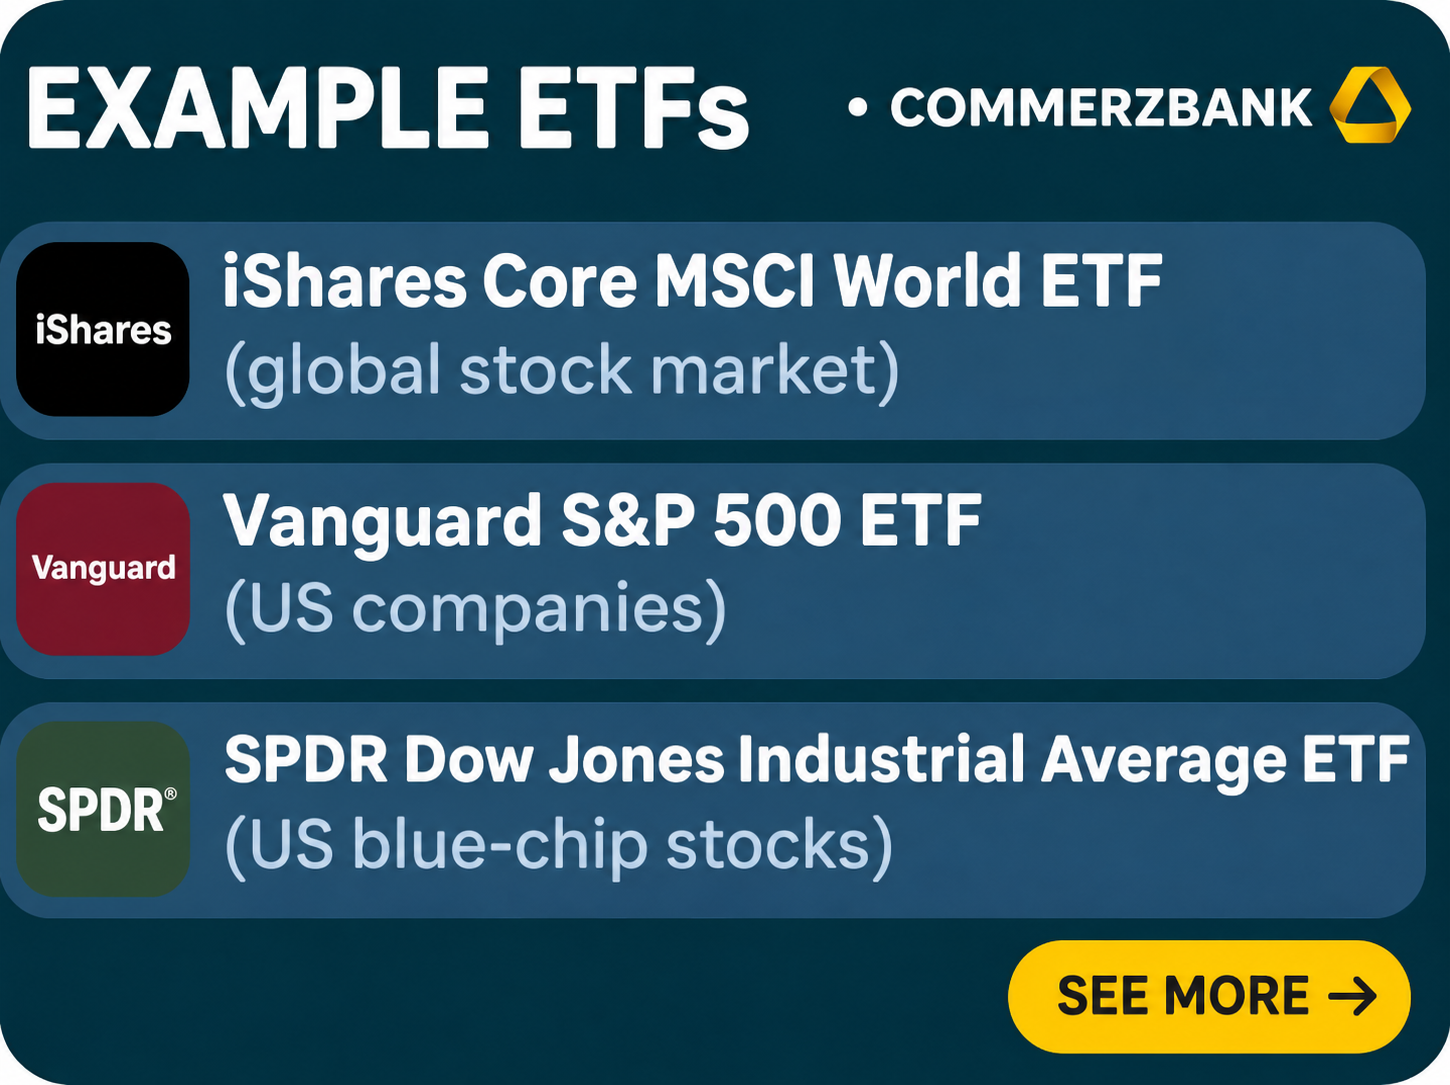 EXAMPLE ETFs
• COMMERZBANK
iShares
iShares Core MSCI World ETF
(global stock market)
Vanguard
Vanguard S&P 500 ETF
(US companies)
SPDR®
SPDR Dow Jones Industrial Average ETF
(US blue-chip stocks)
SEE MORE →